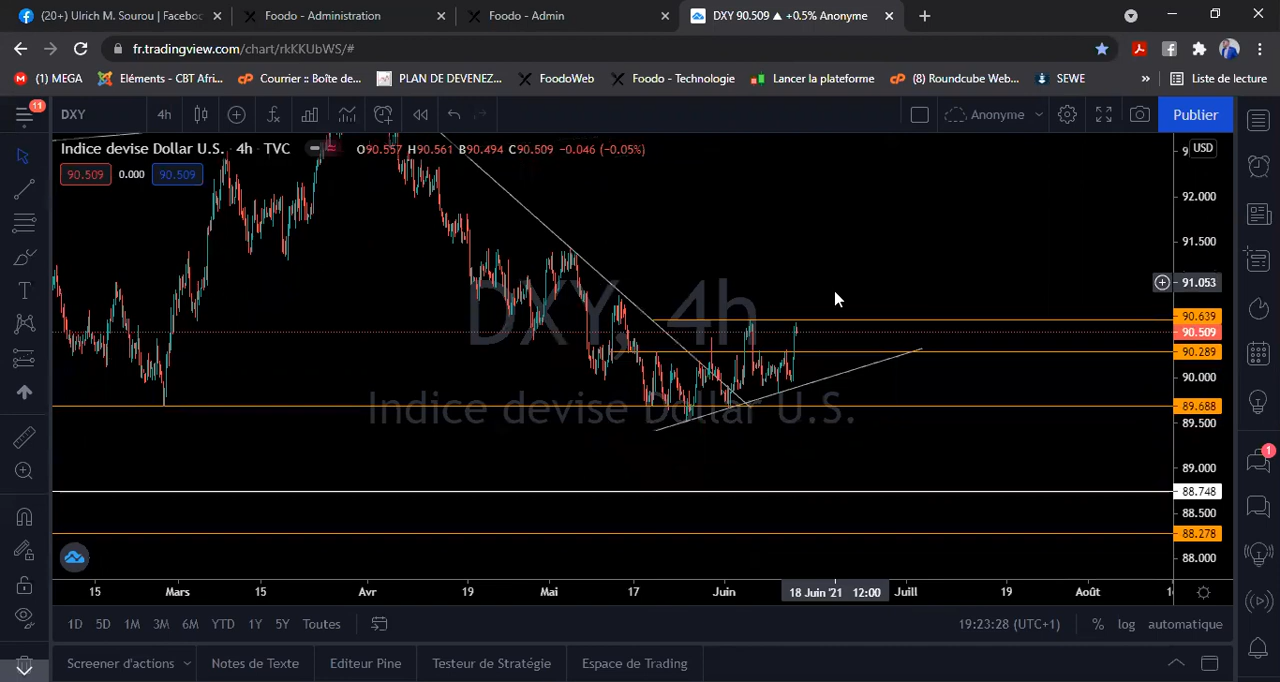 (20+) Ulrich M. Sourou | Faceboo
Foodo - Administration
Foodo - Admin
DXY 90.509 ▲ +0.5% Anonyme
fr.tradingview.com/chart/rkKKUbWS/#
(1) MEGA
Eléments - CBT Afri...
Courrier :: Boîte de...
PLAN DE DEVENEZ...
FoodoWeb
Foodo - Technologie
Lancer la plateforme
(8) Roundcube Web...
SEWE
»
Liste de lecture
11
DXY
4h
Anonyme
Publier
Indice devise Dollar U.S. 4h TVC
O90.557 H90.561 B90.494 C90.509 −0.046 (−0.05%)
USD
90.509
0.000
90.509
92.000
91.500
91.053
90.639
90.509
90.289
90.000
89.688
89.500
89.000
88.748
88.500
88.278
88.000
DXY, 4h
Indice devise Dollar U.S.
1
15
Mars
15
Avr
19
Mai
17
Juin
18 Juin '21 12:00
Juill
19
Août
1D
5D
1M
3M
6M
YTD
1Y
5Y
Toutes
19:23:28 (UTC+1)
%
log
automatique
Screener d'actions
Notes de Texte
Editeur Pine
Testeur de Stratégie
Espace de Trading